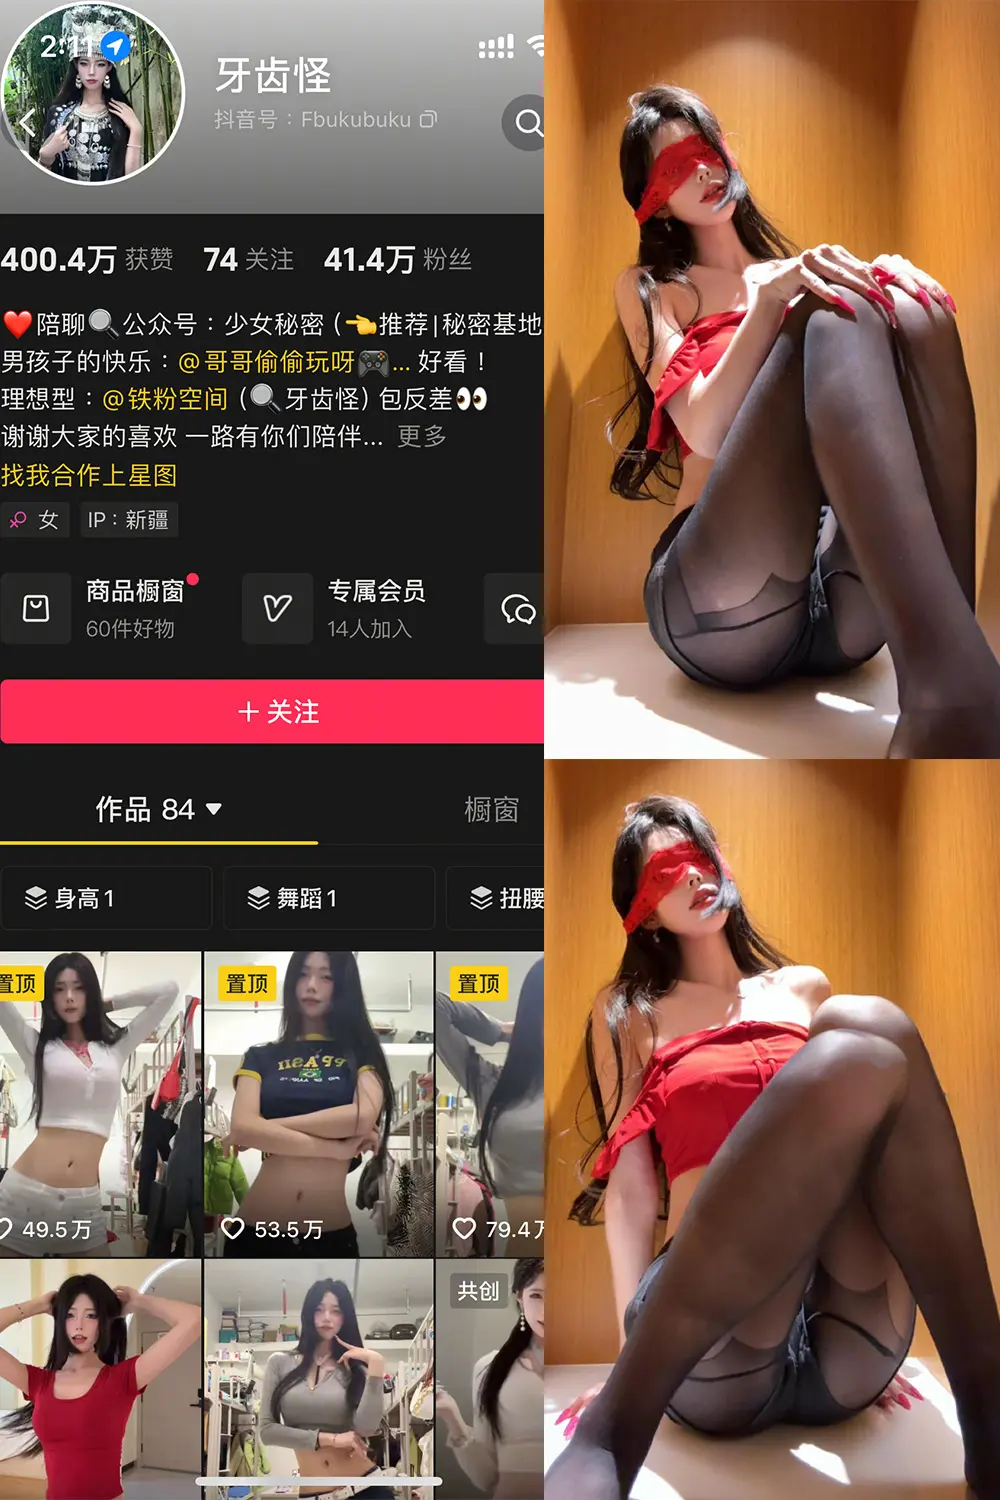 2:11
牙齿怪
抖音号：Fbukubuku
400.4万 获赞 74 关注 41.4万 粉丝
❤️陪聊🔍公众号：少女秘密（👈推荐|秘密基地
男孩子的快乐：@哥哥偷偷玩呀🎮... 好看！
理想型：@铁粉空间（🔍牙齿怪）包反差👀
谢谢大家的喜欢 一路有你们陪伴... 更多
找我合作上星图
女 IP：新疆
商品橱窗 专属会员
60件好物 14人加入
＋关注
作品 84 橱窗
身高1 舞蹈1 扭腰
置顶 置顶 置顶
49.5万 53.5万 79.4万
共创